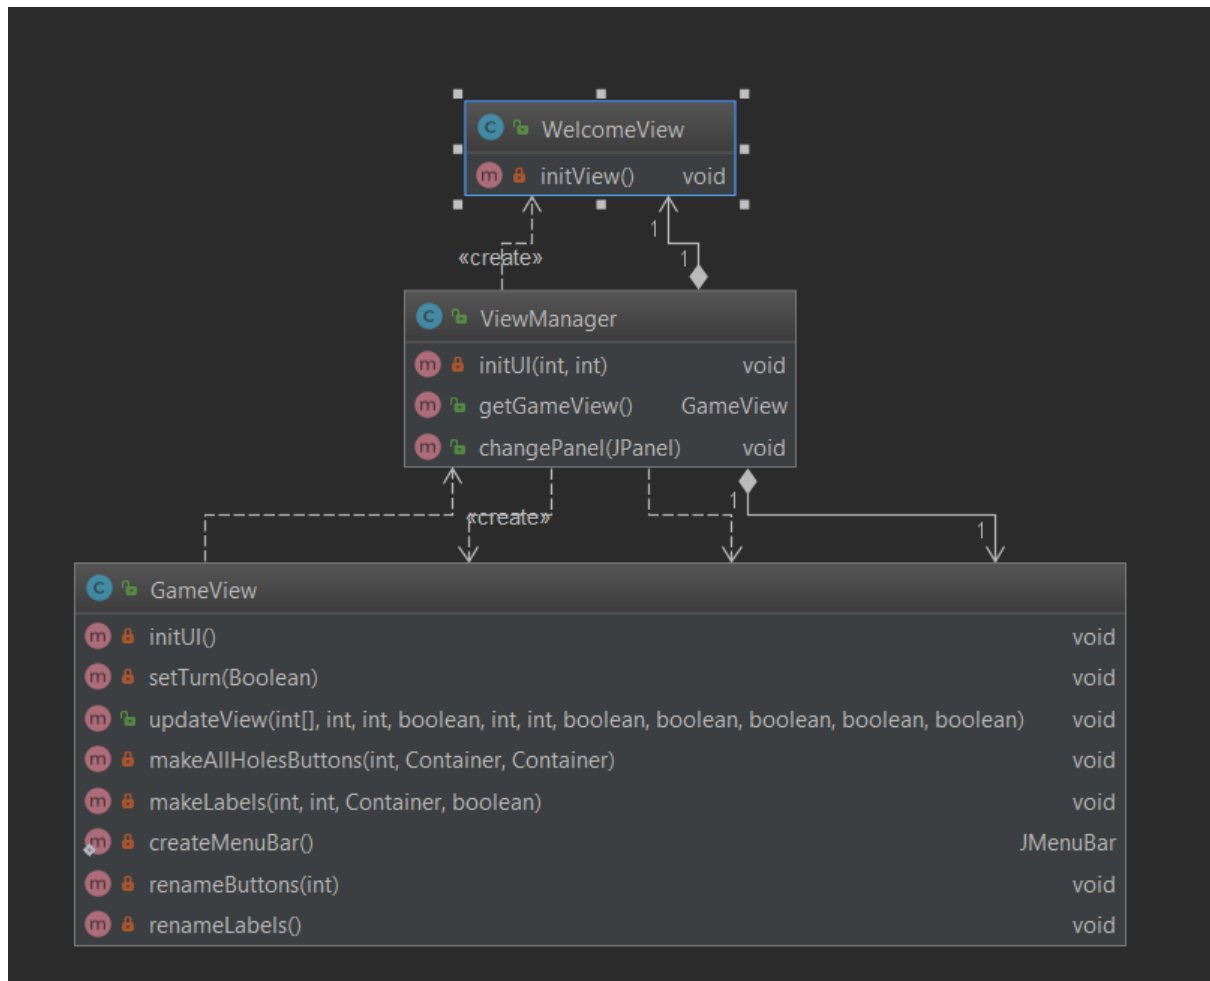 WelcomeView
initView() void
1
«create» 1
ViewManager
initUI(int, int) void
getGameView() GameView
changePanel(JPanel) void
1
«create» 1
GameView
initUI() void
setTurn(Boolean) void
updateView(int[], int, int, boolean, int, int, boolean, boolean, boolean, boolean, boolean) void
makeAllHolesButtons(int, Container, Container) void
makeLabels(int, int, Container, boolean) void
createMenuBar() JMenuBar
renameButtons(int) void
renameLabels() void